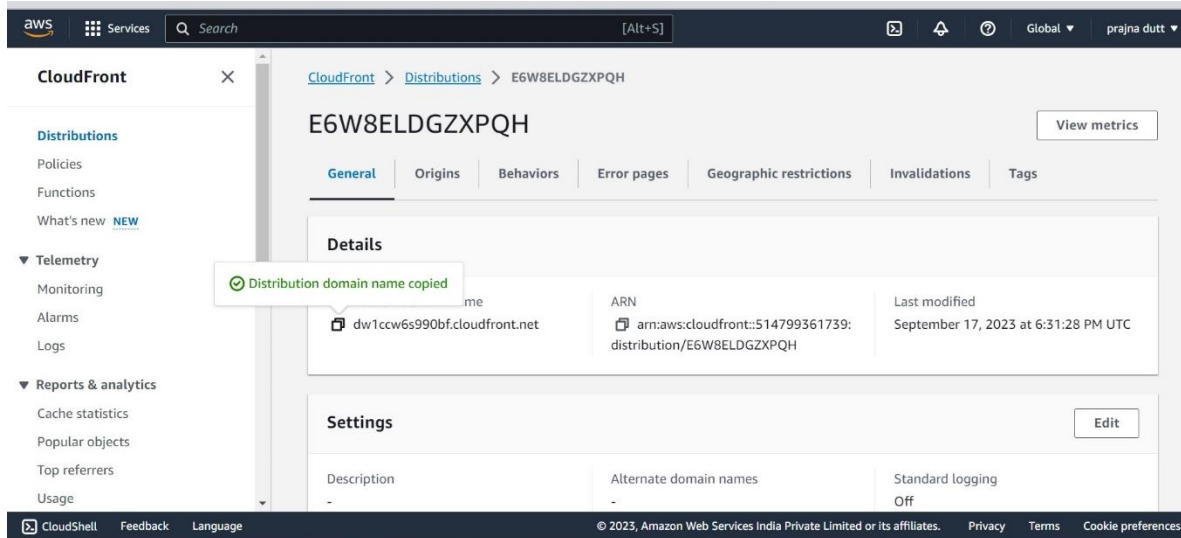 aws
Services
Search
[Alt+S]
Global ▼
prajna dutt ▼
CloudFront
Distributions
Policies
Functions
What's new NEW
▼ Telemetry
Monitoring
Alarms
Logs
▼ Reports & analytics
Cache statistics
Popular objects
Top referrers
Usage
CloudFront > Distributions > E6W8ELDGZXPQH
E6W8ELDGZXPQH
View metrics
General
Origins
Behaviors
Error pages
Geographic restrictions
Invalidations
Tags
Details
Distribution domain name copied
me
dw1ccw6s990bf.cloudfront.net
ARN
arn:aws:cloudfront::514799361739:
distribution/E6W8ELDGZXPQH
Last modified
September 17, 2023 at 6:31:28 PM UTC
Settings
Edit
Description
-
Alternate domain names
-
Standard logging
Off
CloudShell
Feedback
Language
© 2023, Amazon Web Services India Private Limited or its affiliates.
Privacy
Terms
Cookie preferences